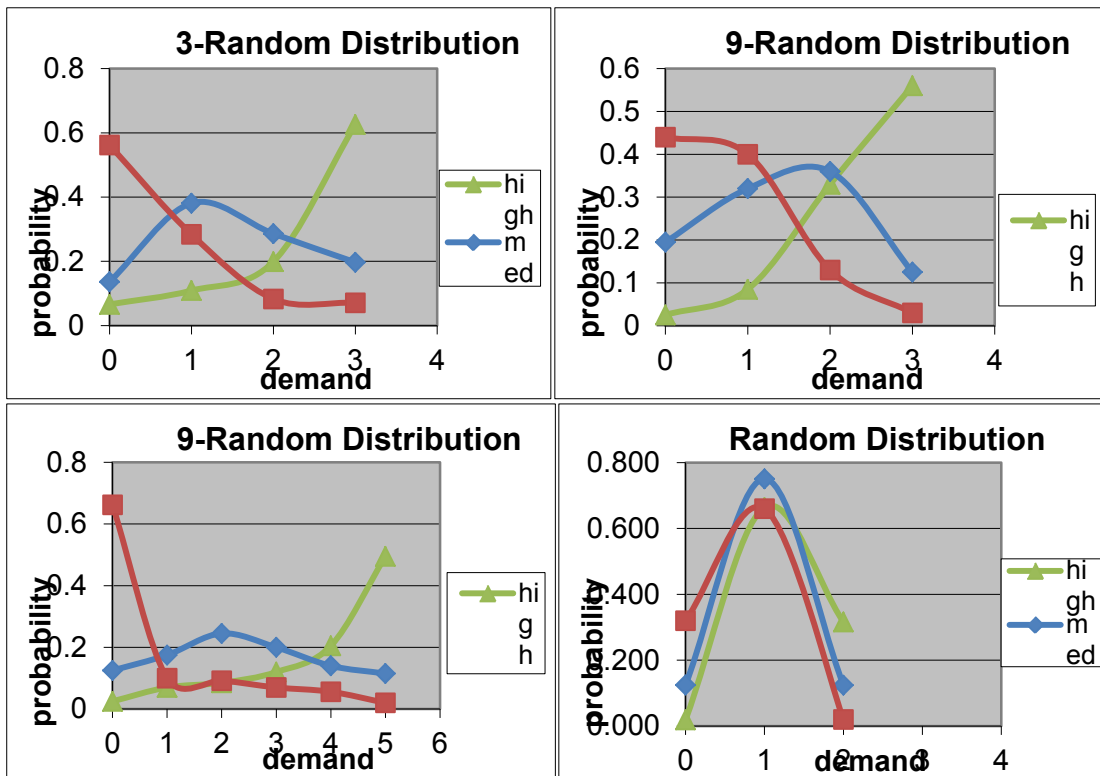 3-Random Distribution
0.8
0.6
0.4
0.2
0
0 1 2 3 4
probability
demand
hi
gh
m
ed
9-Random Distribution
0.6
0.5
0.4
0.3
0.2
0.1
0
0 1 2 3 4
probability
demand
hi
g
h
9-Random Distribution
0.8
0.6
0.4
0.2
0
0 1 2 3 4 5 6
probability
demand
hi
g
h
Random Distribution
0.800
0.600
0.400
0.200
0.000
0 1 2 3 4
probability
demand
hi
gh
m
ed